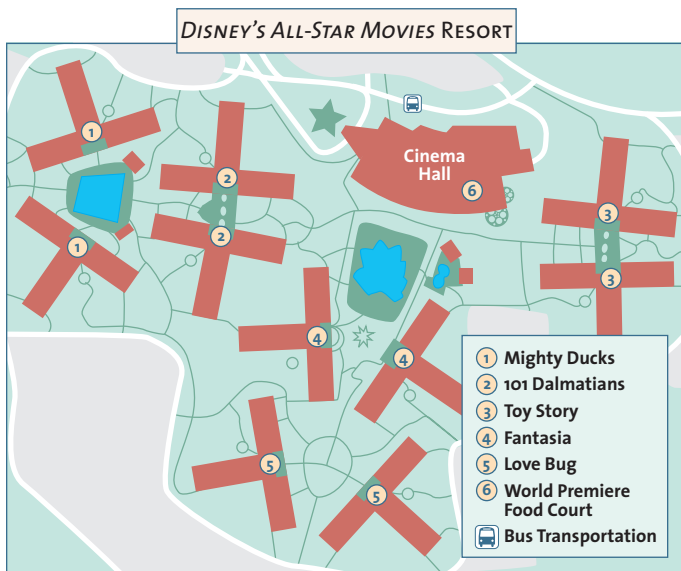 DISNEY'S ALL-STAR MOVIES RESORT
1
2
Cinema
Hall
6
3
2
1
3
4
4
5
5
1 Mighty Ducks
2 101 Dalmatians
3 Toy Story
4 Fantasia
5 Love Bug
6 World Premiere
Food Court
Bus Transportation